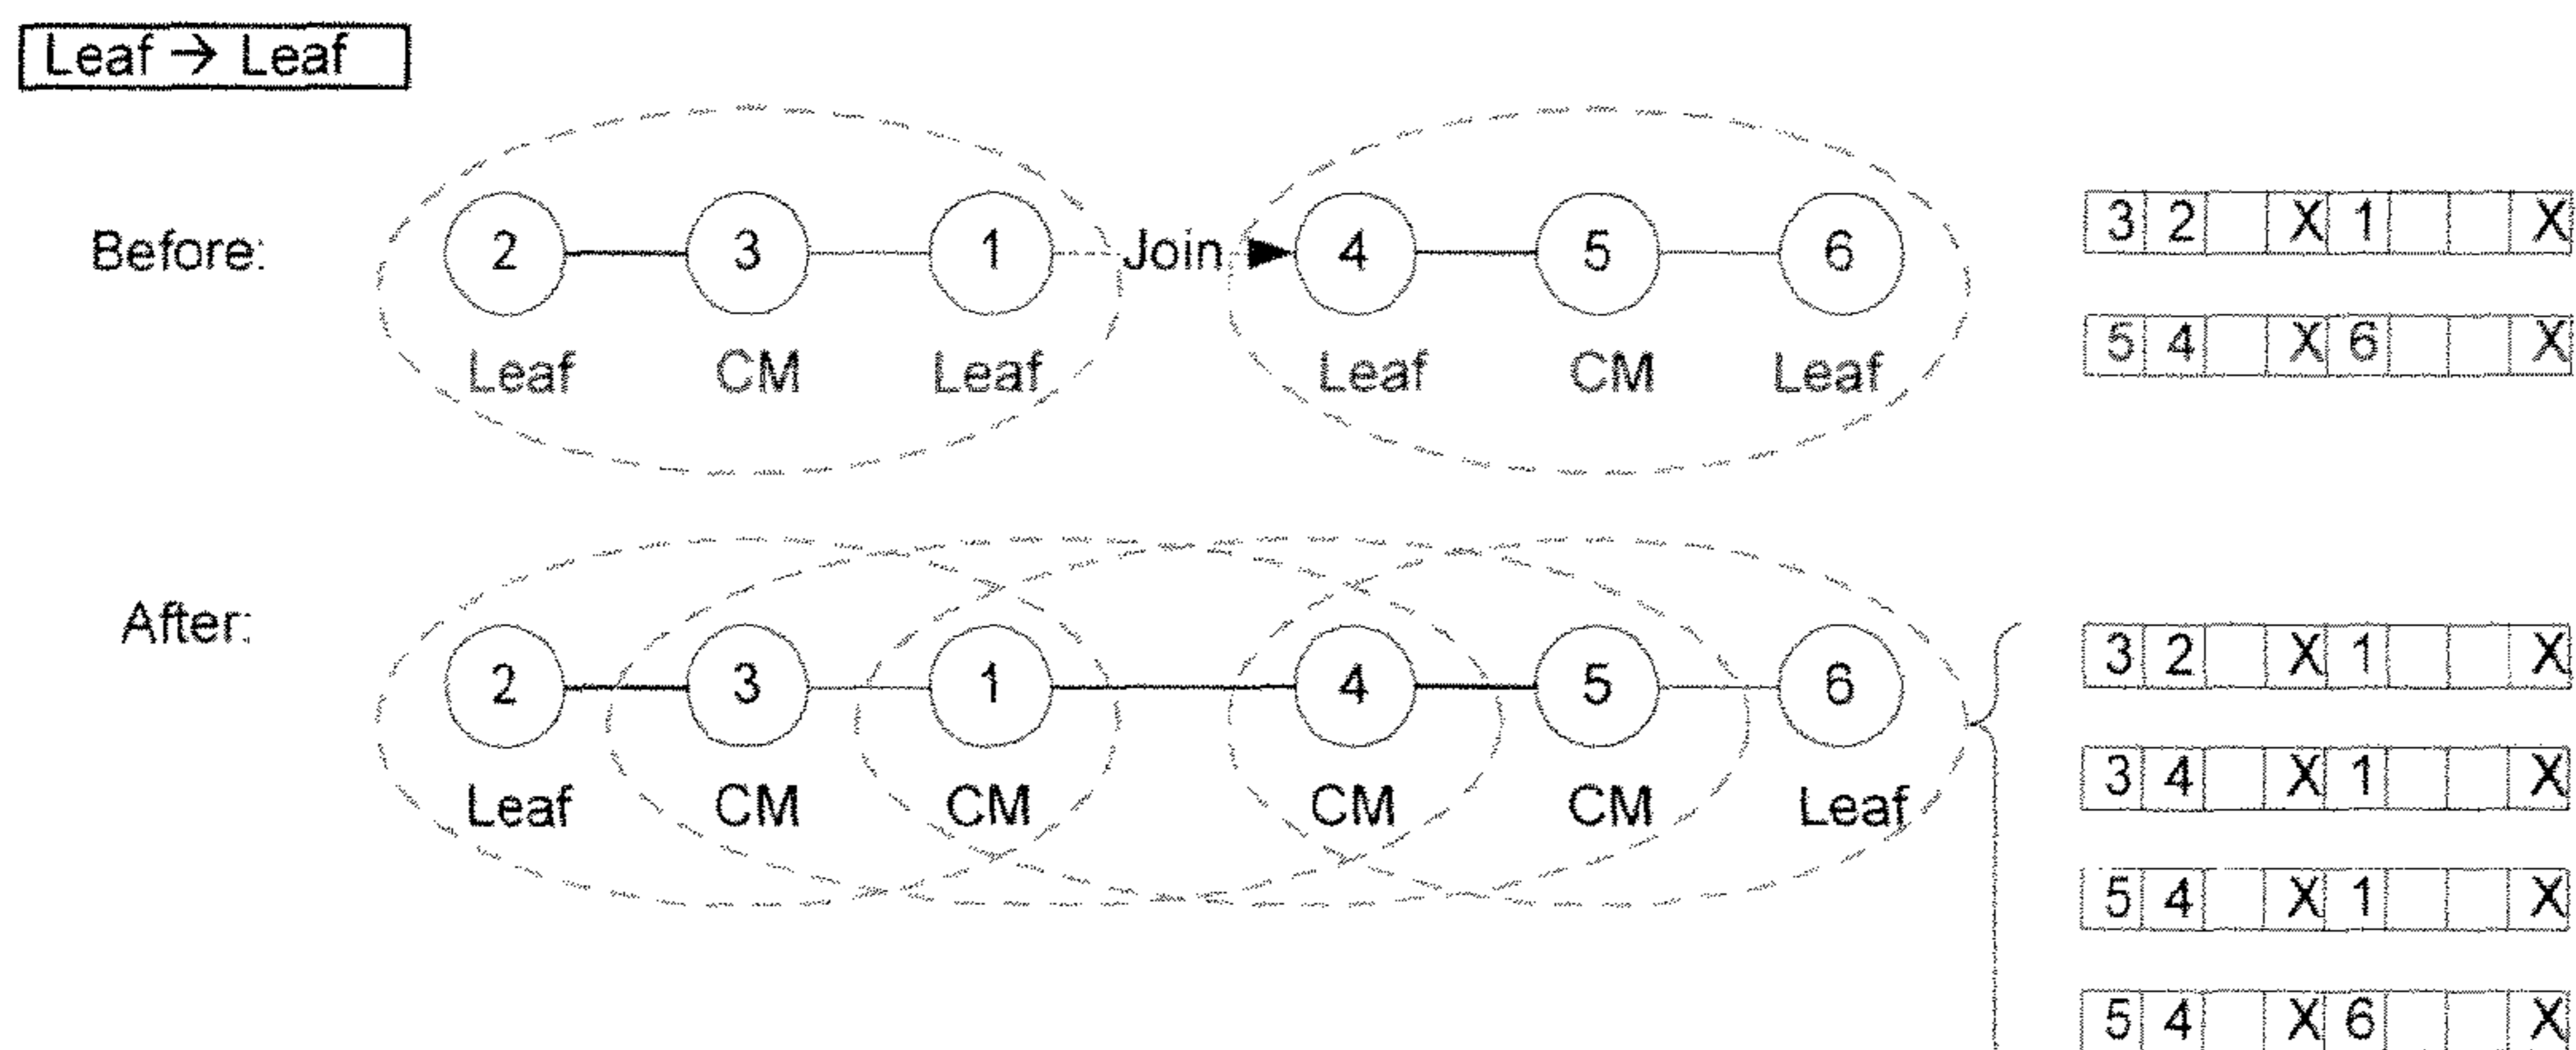 Leaf → Leaf
Before:
2 3 1 Join 4 5 6
Leaf CM Leaf Leaf CM Leaf
3 2 X 1 X
5 4 X 6 X
After:
2 3 1 4 5 6
Leaf CM CM CM CM Leaf
3 2 X 1 X
3 4 X 1 X
5 4 X 1 X
5 4 X 6 X